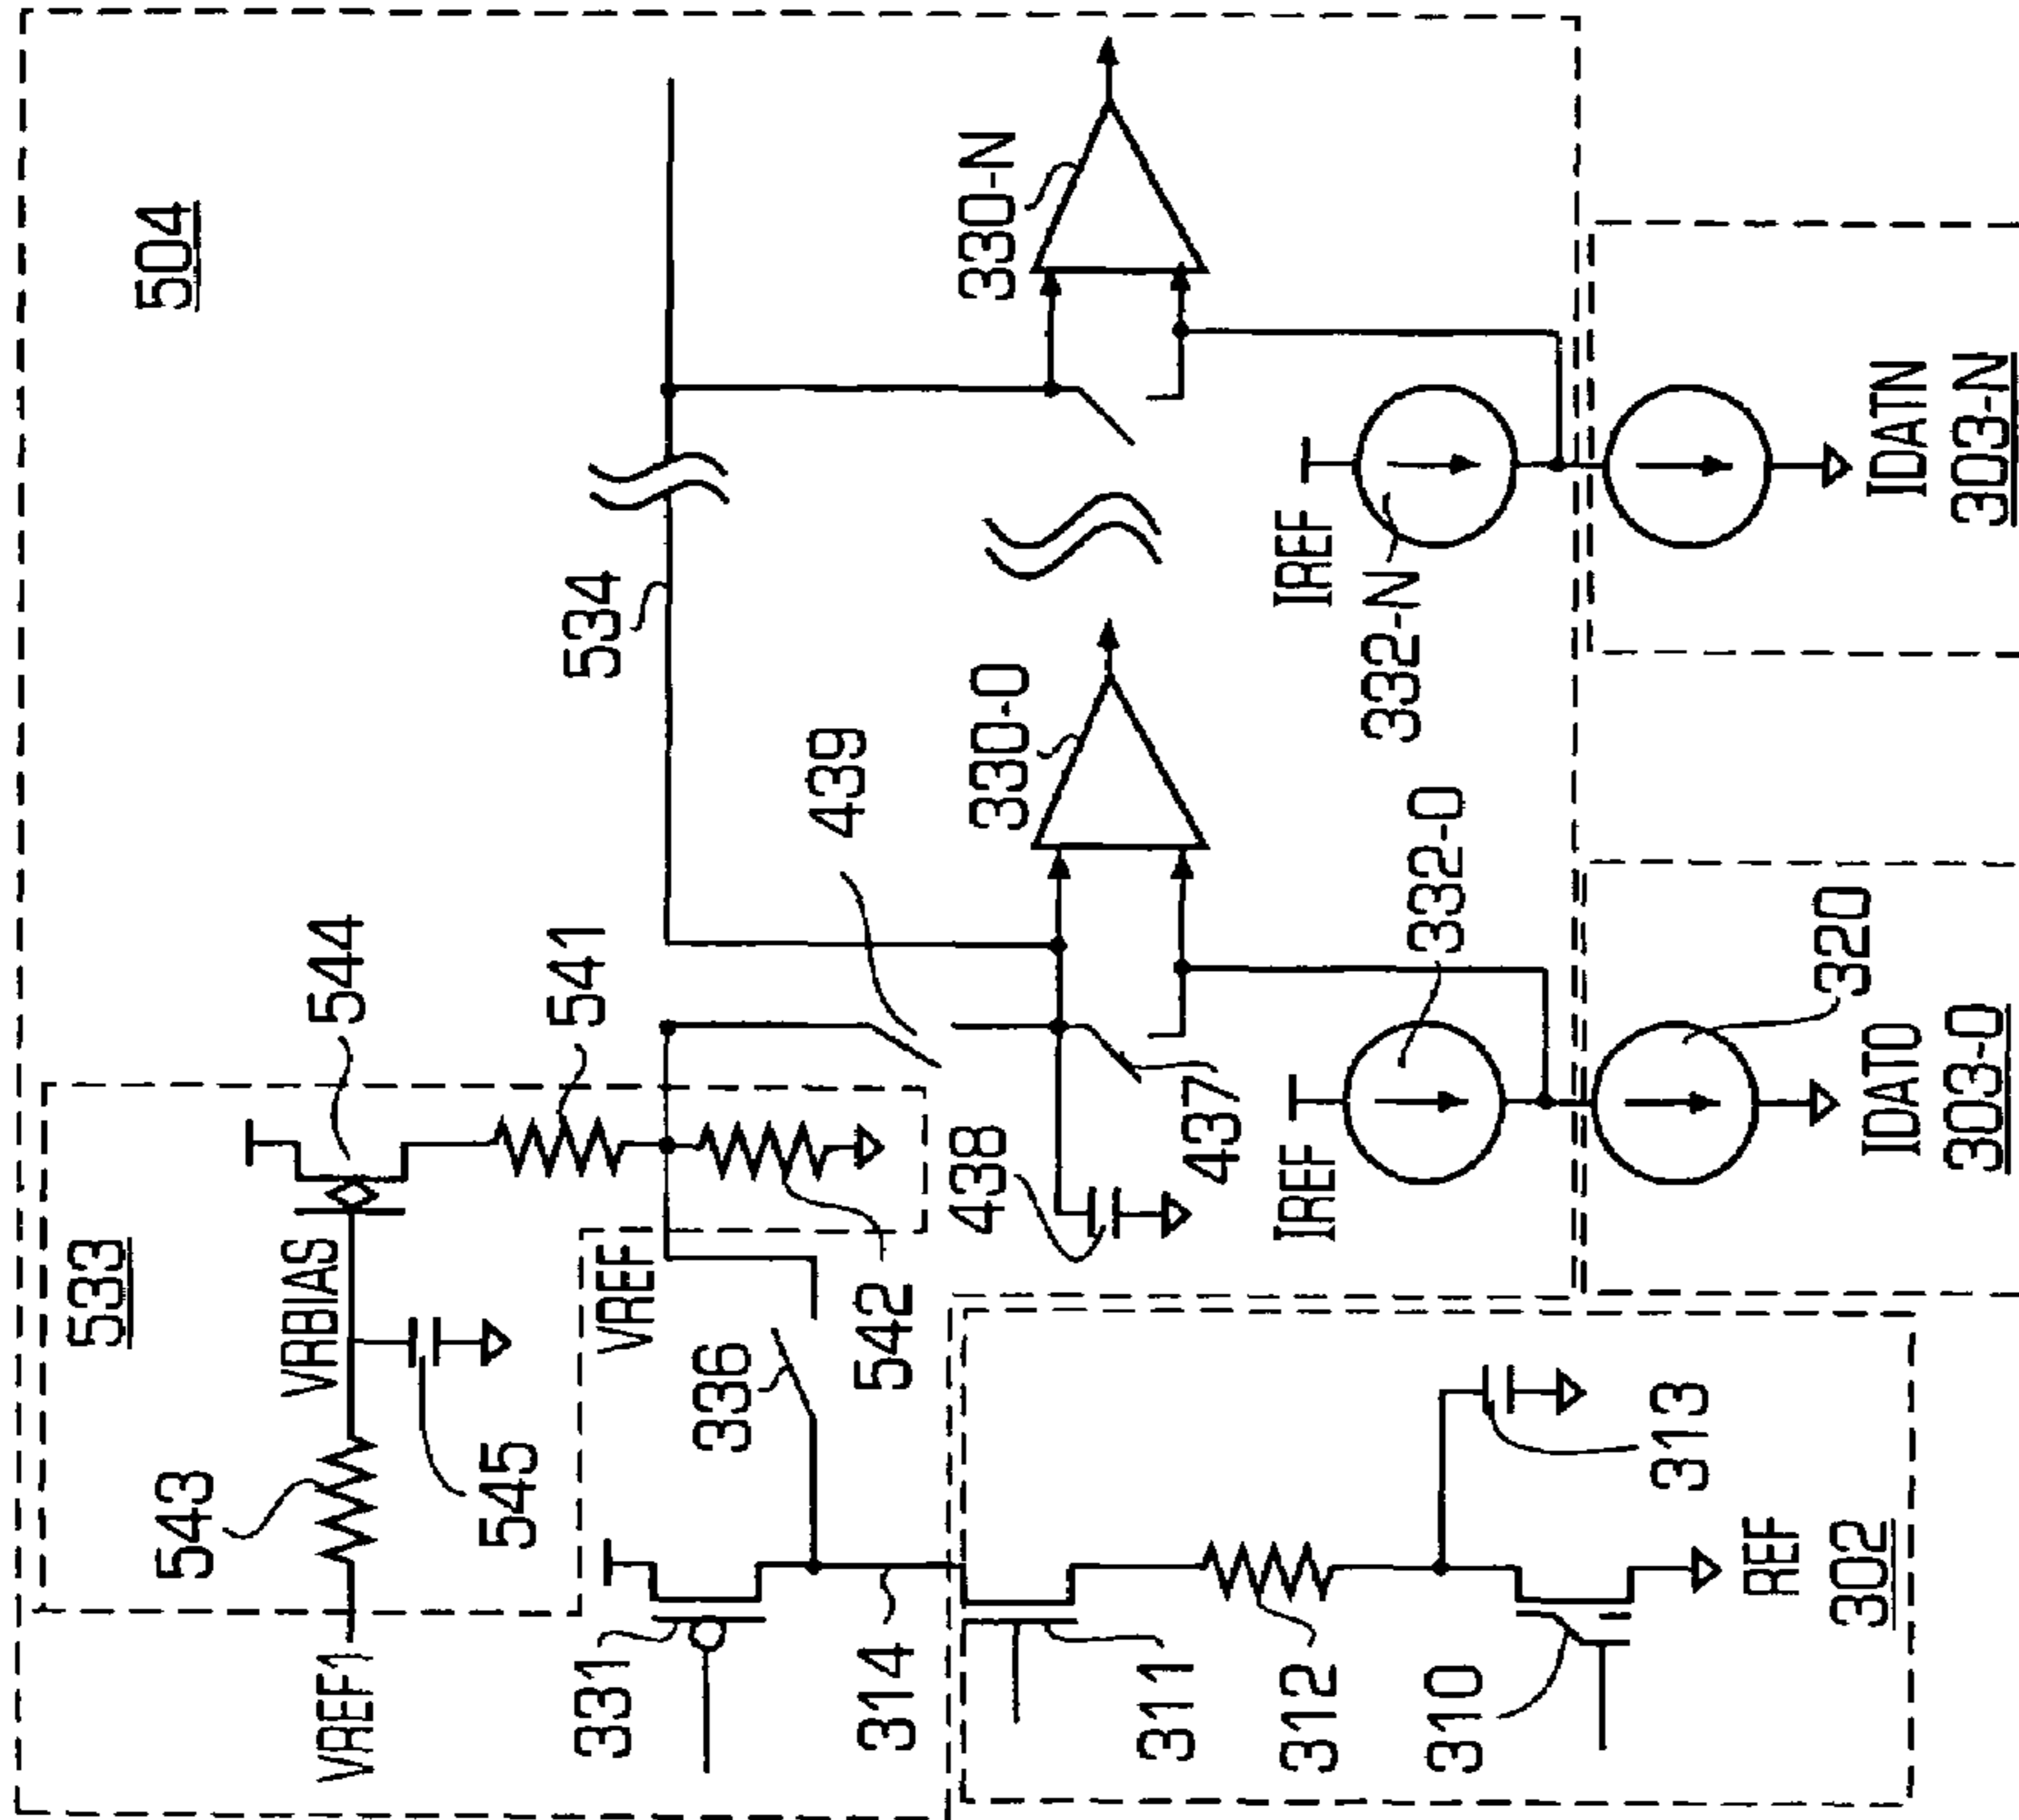 504
533
544
541
VRBIAS
543
545
VREF1
534
439
330-0
330-N
VREF
336
542
438
437
331
314
IREF
332-0
IREF
332-N
320
IDAT0
303-0
IDATN
303-N
311
312
310
313
REF
302